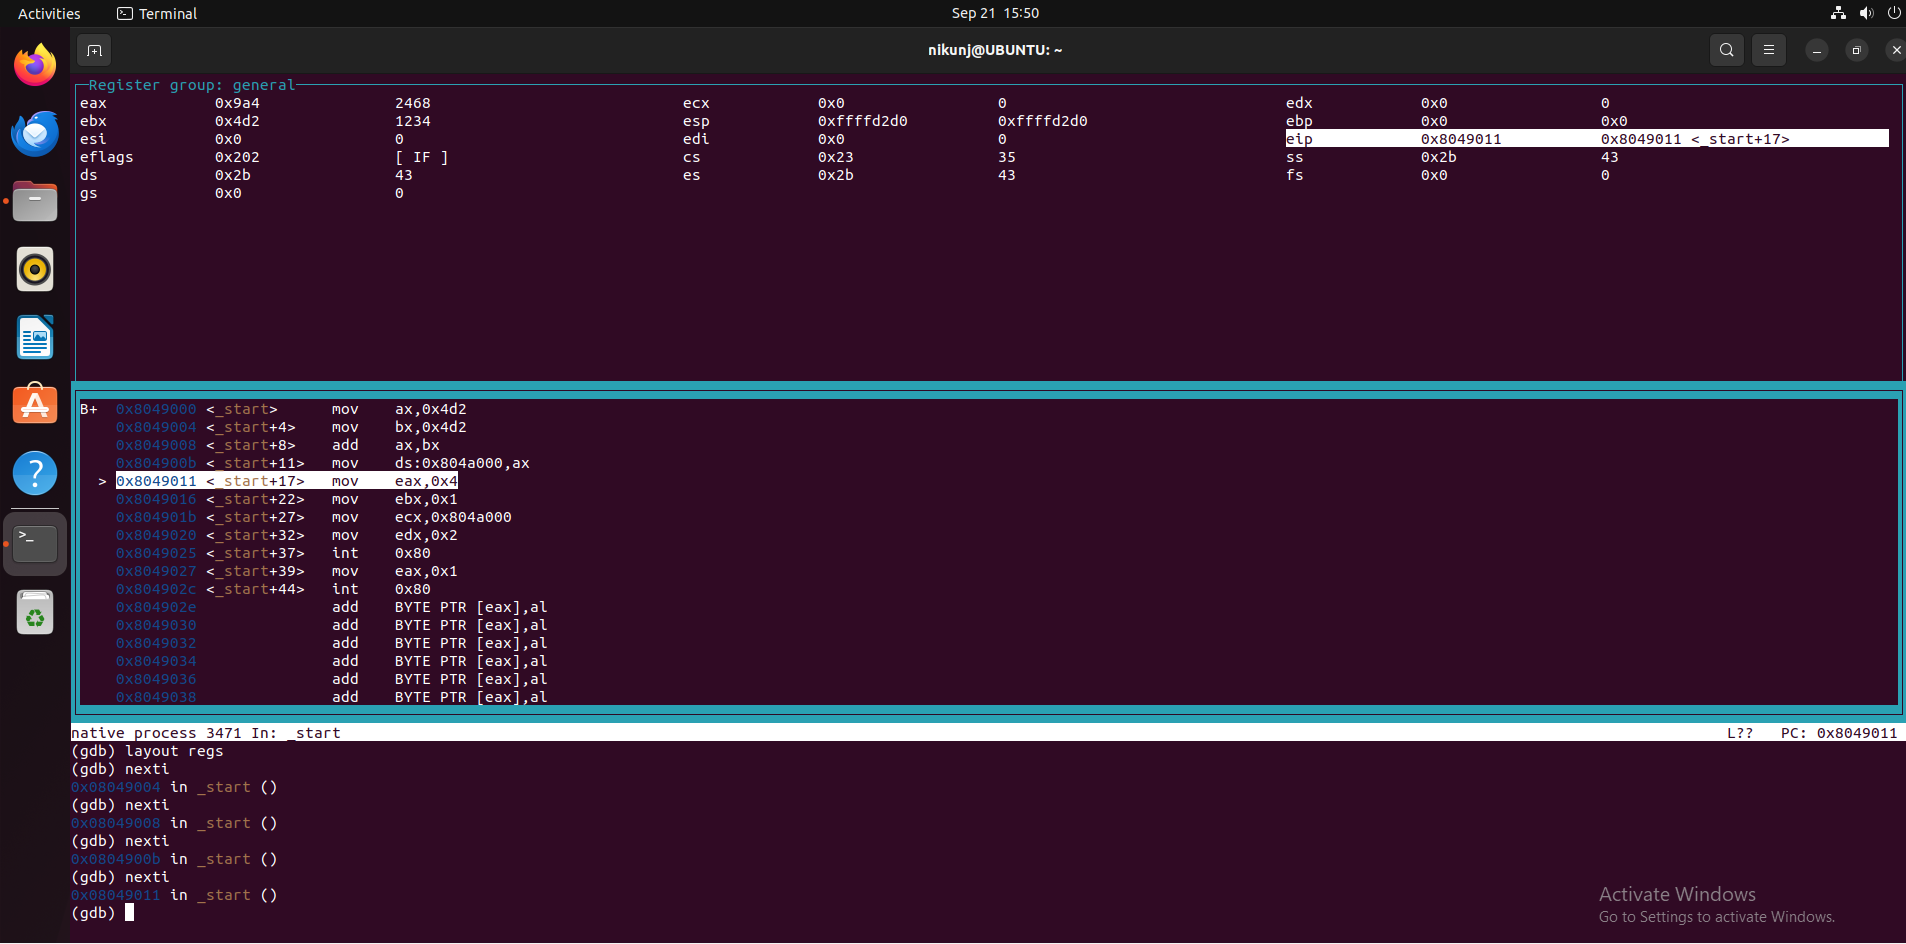 Activities Terminal Sep 21 15:50
nikunj@UBUNTU: ~
Register group: general
eax 0x9a4 2468 ecx 0x0 0 edx 0x0 0
ebx 0x4d2 1234 esp 0xffffd2d0 0xffffd2d0 ebp 0x0 0x0
esi 0x0 0 edi 0x0 0 eip 0x8049011 0x8049011 <_start+17>
eflags 0x202 [ IF ] cs 0x23 35 ss 0x2b 43
ds 0x2b 43 es 0x2b 43 fs 0x0 0
gs 0x0 0
B+ 0x8049000 <_start> mov ax,0x4d2
0x8049004 <_start+4> mov bx,0x4d2
0x8049008 <_start+8> add ax,bx
0x804900b <_start+11> mov ds:0x804a000,ax
> 0x8049011 <_start+17> mov eax,0x4
0x8049016 <_start+22> mov ebx,0x1
0x804901b <_start+27> mov ecx,0x804a000
0x8049020 <_start+32> mov edx,0x2
0x8049025 <_start+37> int 0x80
0x8049027 <_start+39> mov eax,0x1
0x804902c <_start+44> int 0x80
0x804902e add BYTE PTR [eax],al
0x8049030 add BYTE PTR [eax],al
0x8049032 add BYTE PTR [eax],al
0x8049034 add BYTE PTR [eax],al
0x8049036 add BYTE PTR [eax],al
0x8049038 add BYTE PTR [eax],al
native process 3471 In: _start L?? PC: 0x8049011
(gdb) layout regs
(gdb) nexti
0x08049004 in _start ()
(gdb) nexti
0x08049008 in _start ()
(gdb) nexti
0x0804900b in _start ()
(gdb) nexti
0x08049011 in _start ()
(gdb)
Activate Windows
Go to Settings to activate Windows.